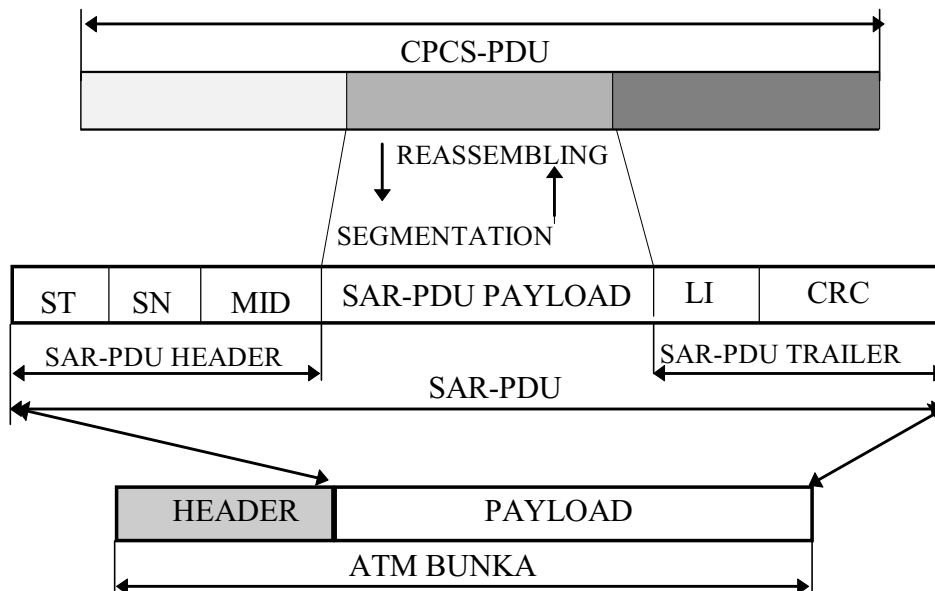 CPCS-PDU
REASSEMBLING
SEGMENTATION
ST SN MID SAR-PDU PAYLOAD LI CRC
SAR-PDU HEADER SAR-PDU TRAILER
SAR-PDU
HEADER PAYLOAD
ATM BUNKA